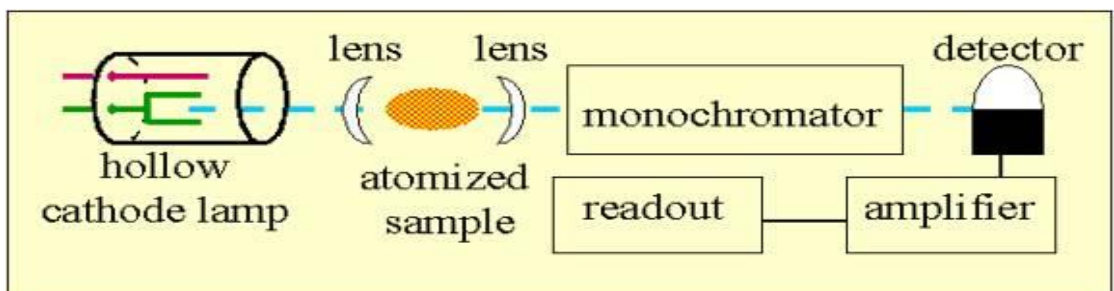 lens
lens
detector
monochromator
hollow
cathode lamp
atomized
sample
readout
amplifier